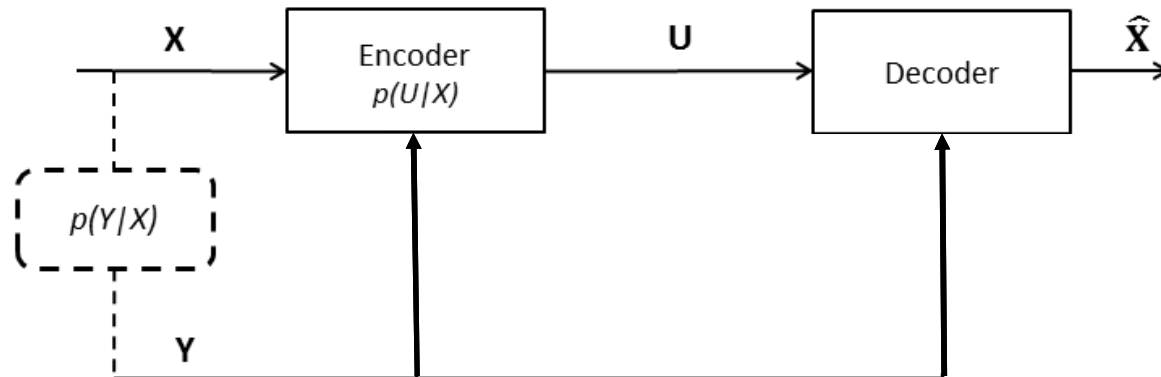 X
Encoder
p(U|X)
U
Decoder
X̂
p(Y|X)
Y